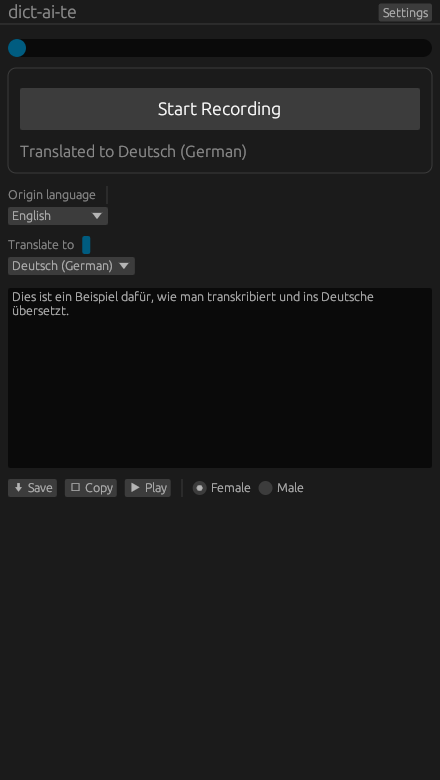 dict-ai-te
Settings
Start Recording
Translated to Deutsch (German)
Origin language
English
Translate to
Deutsch (German)
Dies ist ein Beispiel dafür, wie man transkribiert und ins Deutsche
übersetzt.
Save Copy Play Female Male